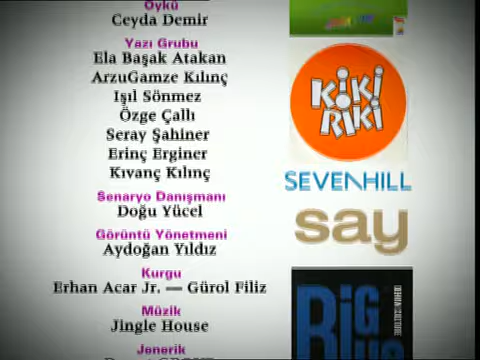 Öykü
Ceyda Demir
Yazı Grubu
Ela Başak Atakan
ArzuGamze Kılınç
Işıl Sönmez
Özge Çallı
Seray Şahiner
Erinç Erginer
Kıvanç Kılınç
Senaryo Danışmanı
Doğu Yücel
Görüntü Yönetmeni
Aydoğan Yıldız
Kurgu
Erhan Acar Jr. — Gürol Filiz
Müzik
Jingle House
Jenerik
KiKi
RiKi
SEVENHILL
say
BiG